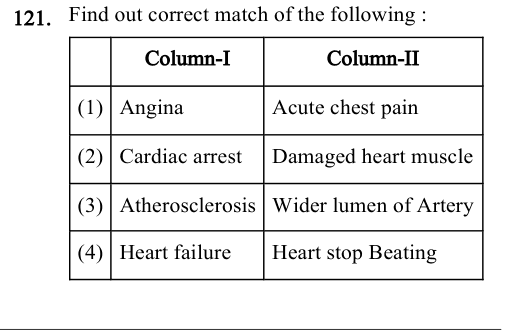 121. Find out correct match of the following :
Column-I Column-II
(1) Angina Acute chest pain
(2) Cardiac arrest Damaged heart muscle
(3) Atherosclerosis Wider lumen of Artery
(4) Heart failure Heart stop Beating